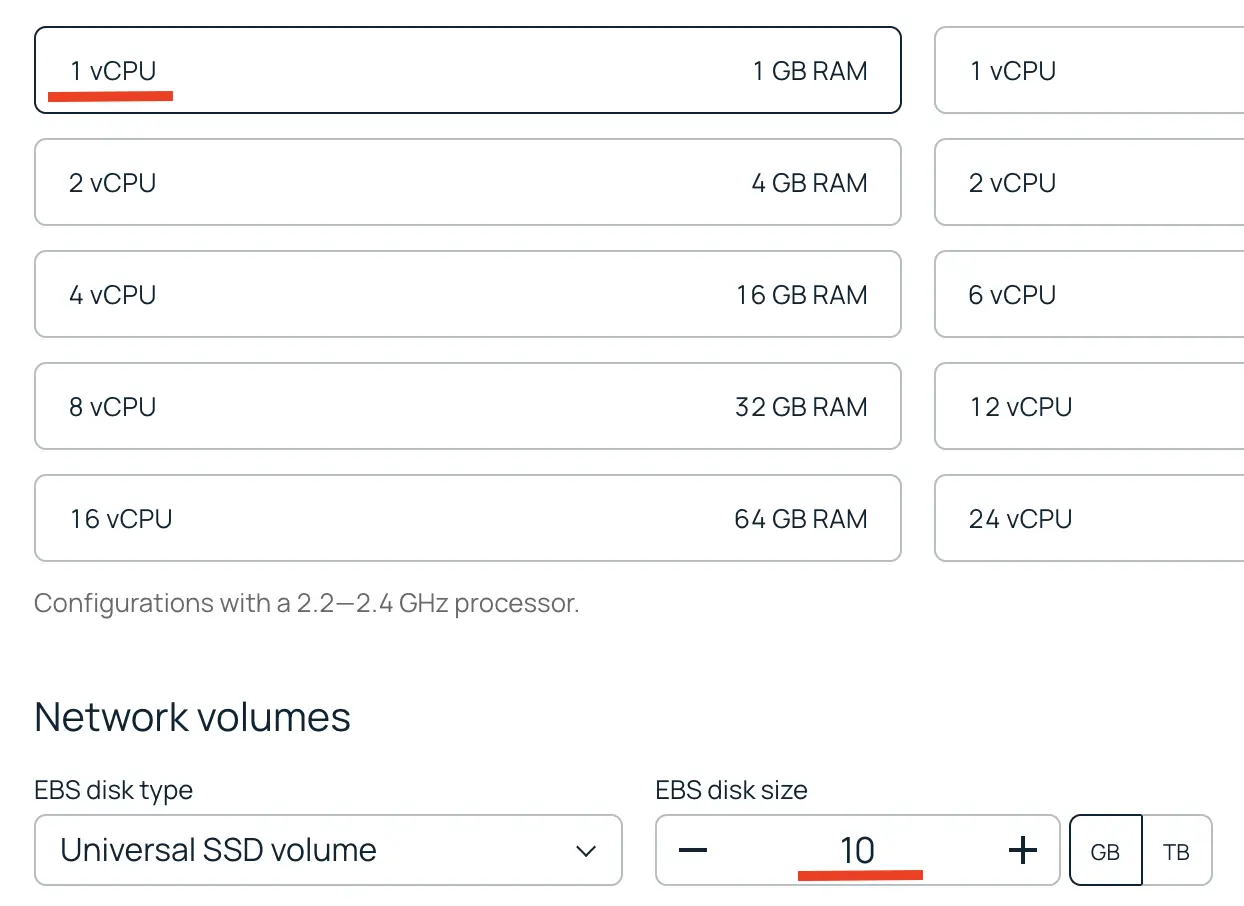 1 vCPU 1 GB RAM 1 vCPU
2 vCPU 4 GB RAM 2 vCPU
4 vCPU 16 GB RAM 6 vCPU
8 vCPU 32 GB RAM 12 vCPU
16 vCPU 64 GB RAM 24 vCPU
Configurations with a 2.2—2.4 GHz processor.
Network volumes
EBS disk type EBS disk size
Universal SSD volume 10 GB TB